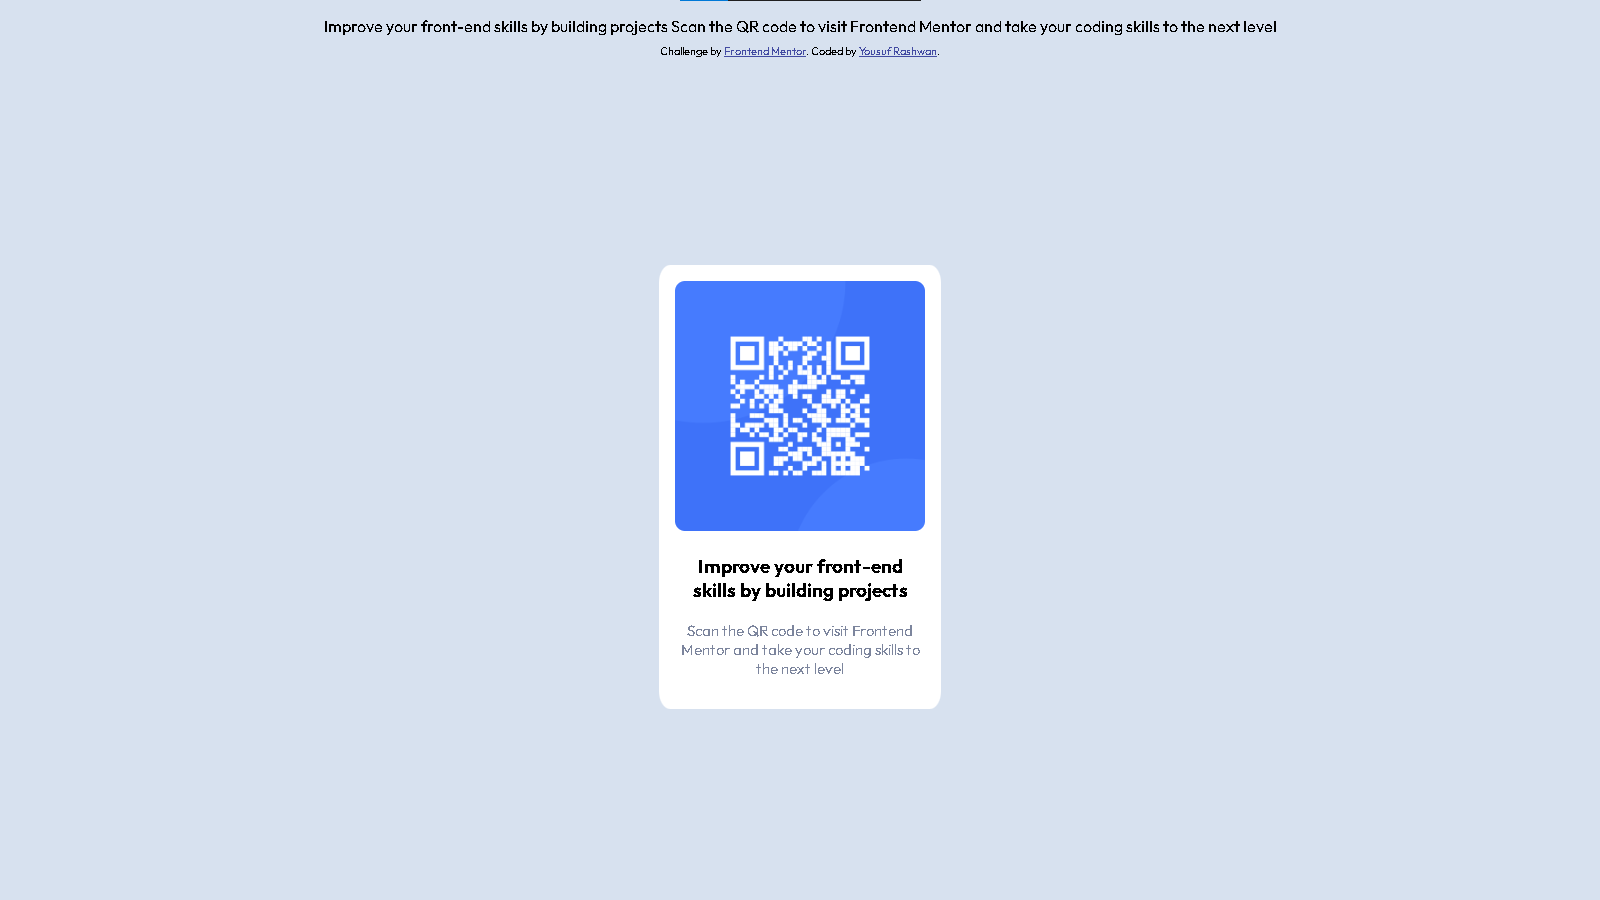 Improve your front-end skills by building projects Scan the QR code to visit Frontend Mentor and take your coding skills to the next level
Challenge by Frontend Mentor. Coded by Yousuf Rashwan.
Improve your front-end
skills by building projects
Scan the QR code to visit Frontend
Mentor and take your coding skills to
the next level